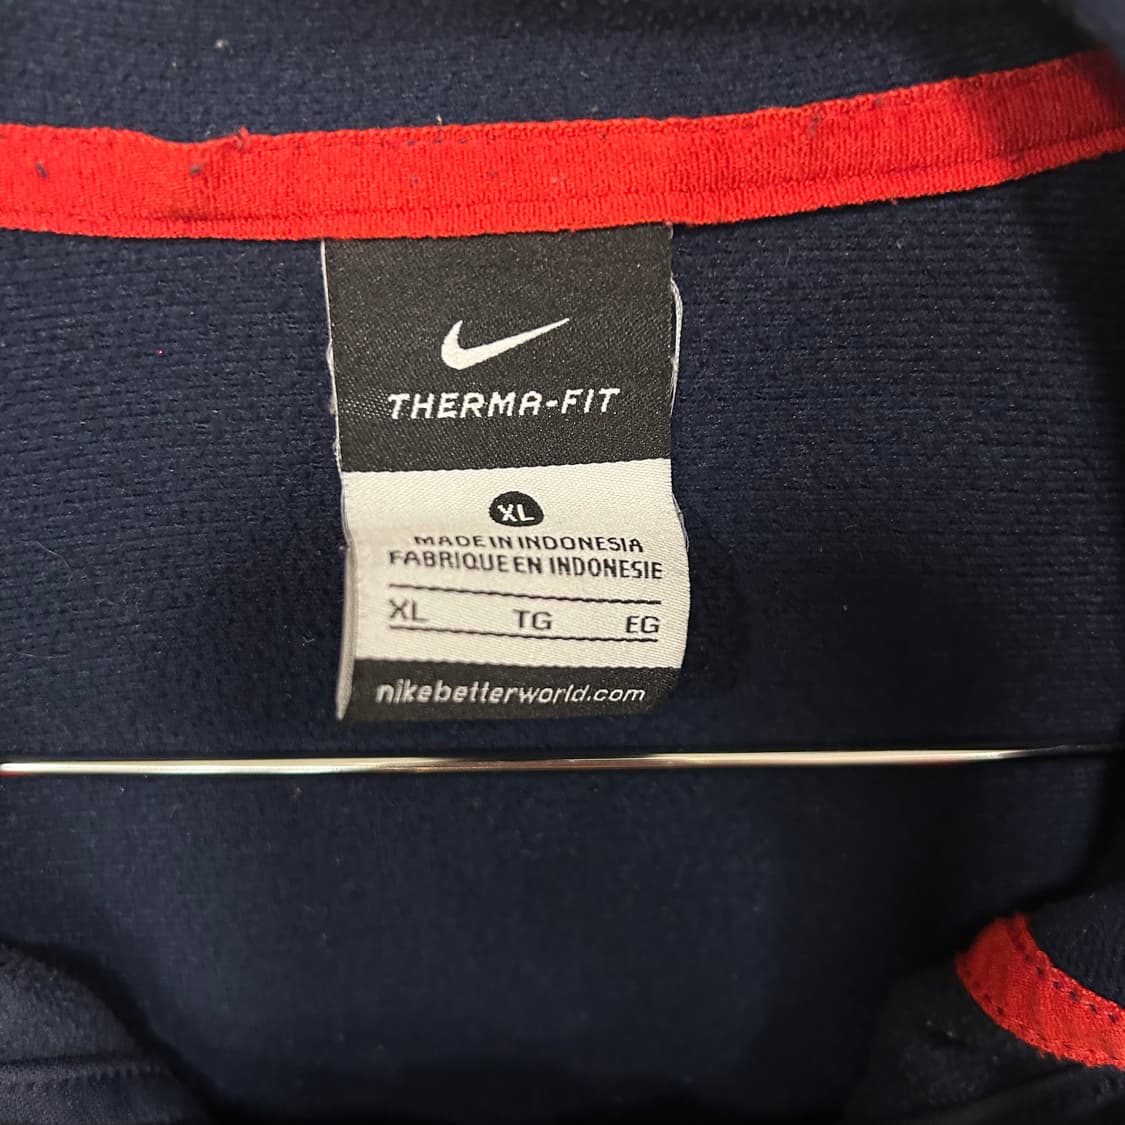 THERMA-FIT
XL
MADE IN INDONESIA
FABRIQUE EN INDONESIE
XL TG EG
nikebetterworld.com